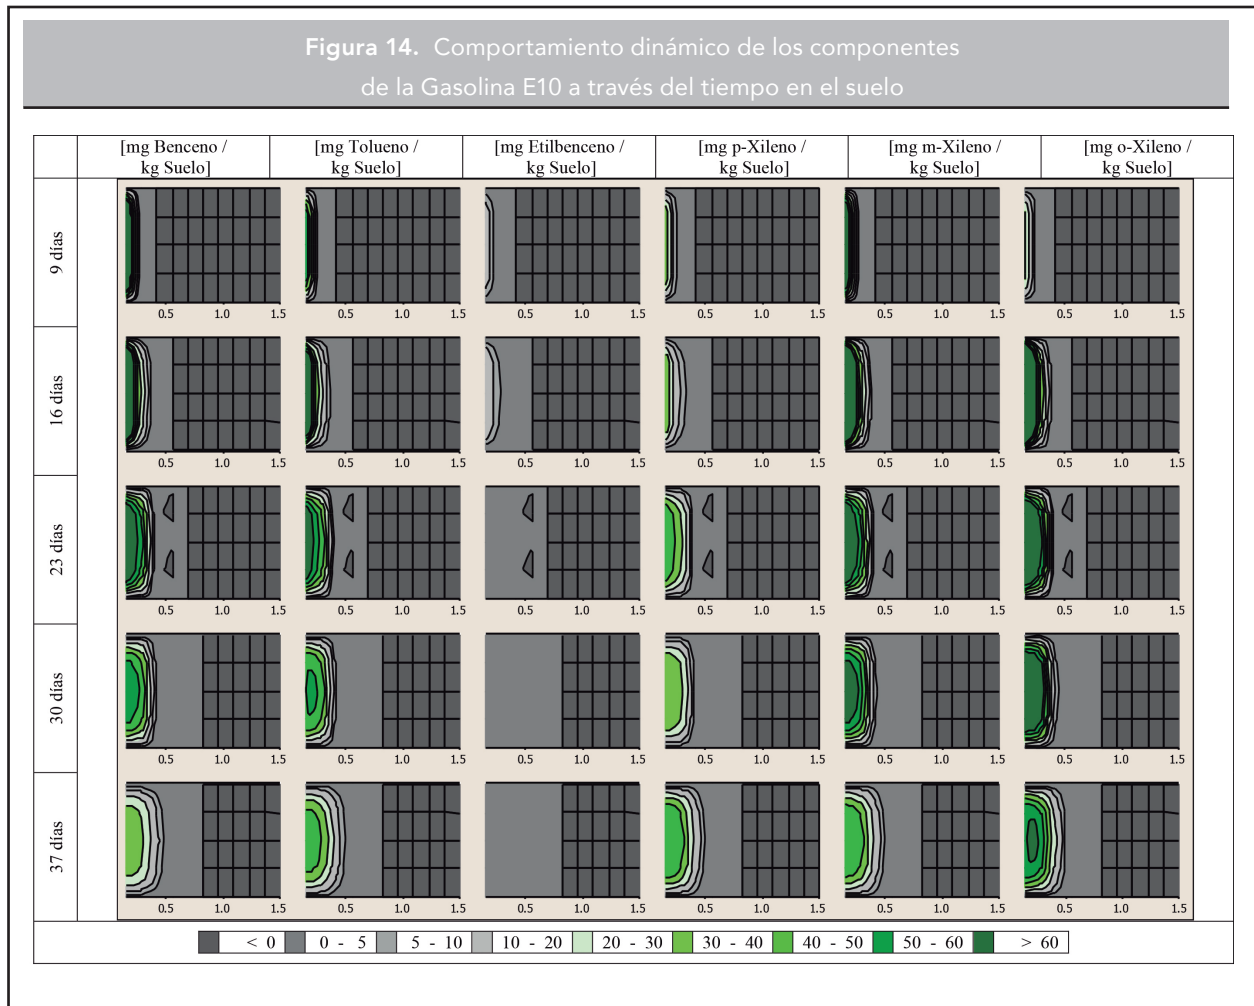 Figura 14. Comportamiento dinámico de los componentes
de la Gasolina E10 a través del tiempo en el suelo
[mg Benceno / kg Suelo] [mg Tolueno / kg Suelo] [mg Etilbenceno / kg Suelo] [mg p-Xileno / kg Suelo] [mg m-Xileno / kg Suelo] [mg o-Xileno / kg Suelo]
9 días
0.5 1.0 1.5 0.5 1.0 1.5 0.5 1.0 1.5 0.5 1.0 1.5 0.5 1.0 1.5 0.5 1.0 1.5
16 días
0.5 1.0 1.5 0.5 1.0 1.5 0.5 1.0 1.5 0.5 1.0 1.5 0.5 1.0 1.5 0.5 1.0 1.5
23 días
0.5 1.0 1.5 0.5 1.0 1.5 0.5 1.0 1.5 0.5 1.0 1.5 0.5 1.0 1.5 0.5 1.0 1.5
30 días
0.5 1.0 1.5 0.5 1.0 1.5 0.5 1.0 1.5 0.5 1.0 1.5 0.5 1.0 1.5 0.5 1.0 1.5
37 días
0.5 1.0 1.5 0.5 1.0 1.5 0.5 1.0 1.5 0.5 1.0 1.5 0.5 1.0 1.5 0.5 1.0 1.5
< 0 0 - 5 5 - 10 10 - 20 20 - 30 30 - 40 40 - 50 50 - 60 > 60